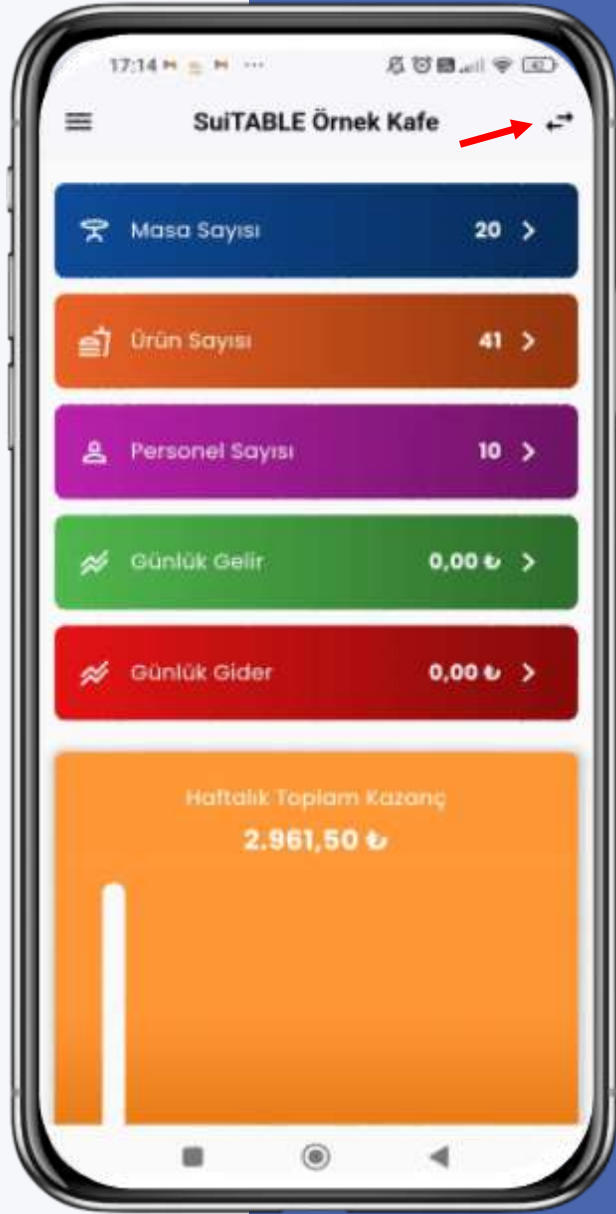 17:14
SuiTABLE Örnek Kafe
Masa Sayısı 20
Ürün Sayısı 41
Personel Sayısı 10
Günlük Gelir 0,00 ₺
Günlük Gider 0,00 ₺
Haftalık Toplam Kazanç
2.961,50 ₺